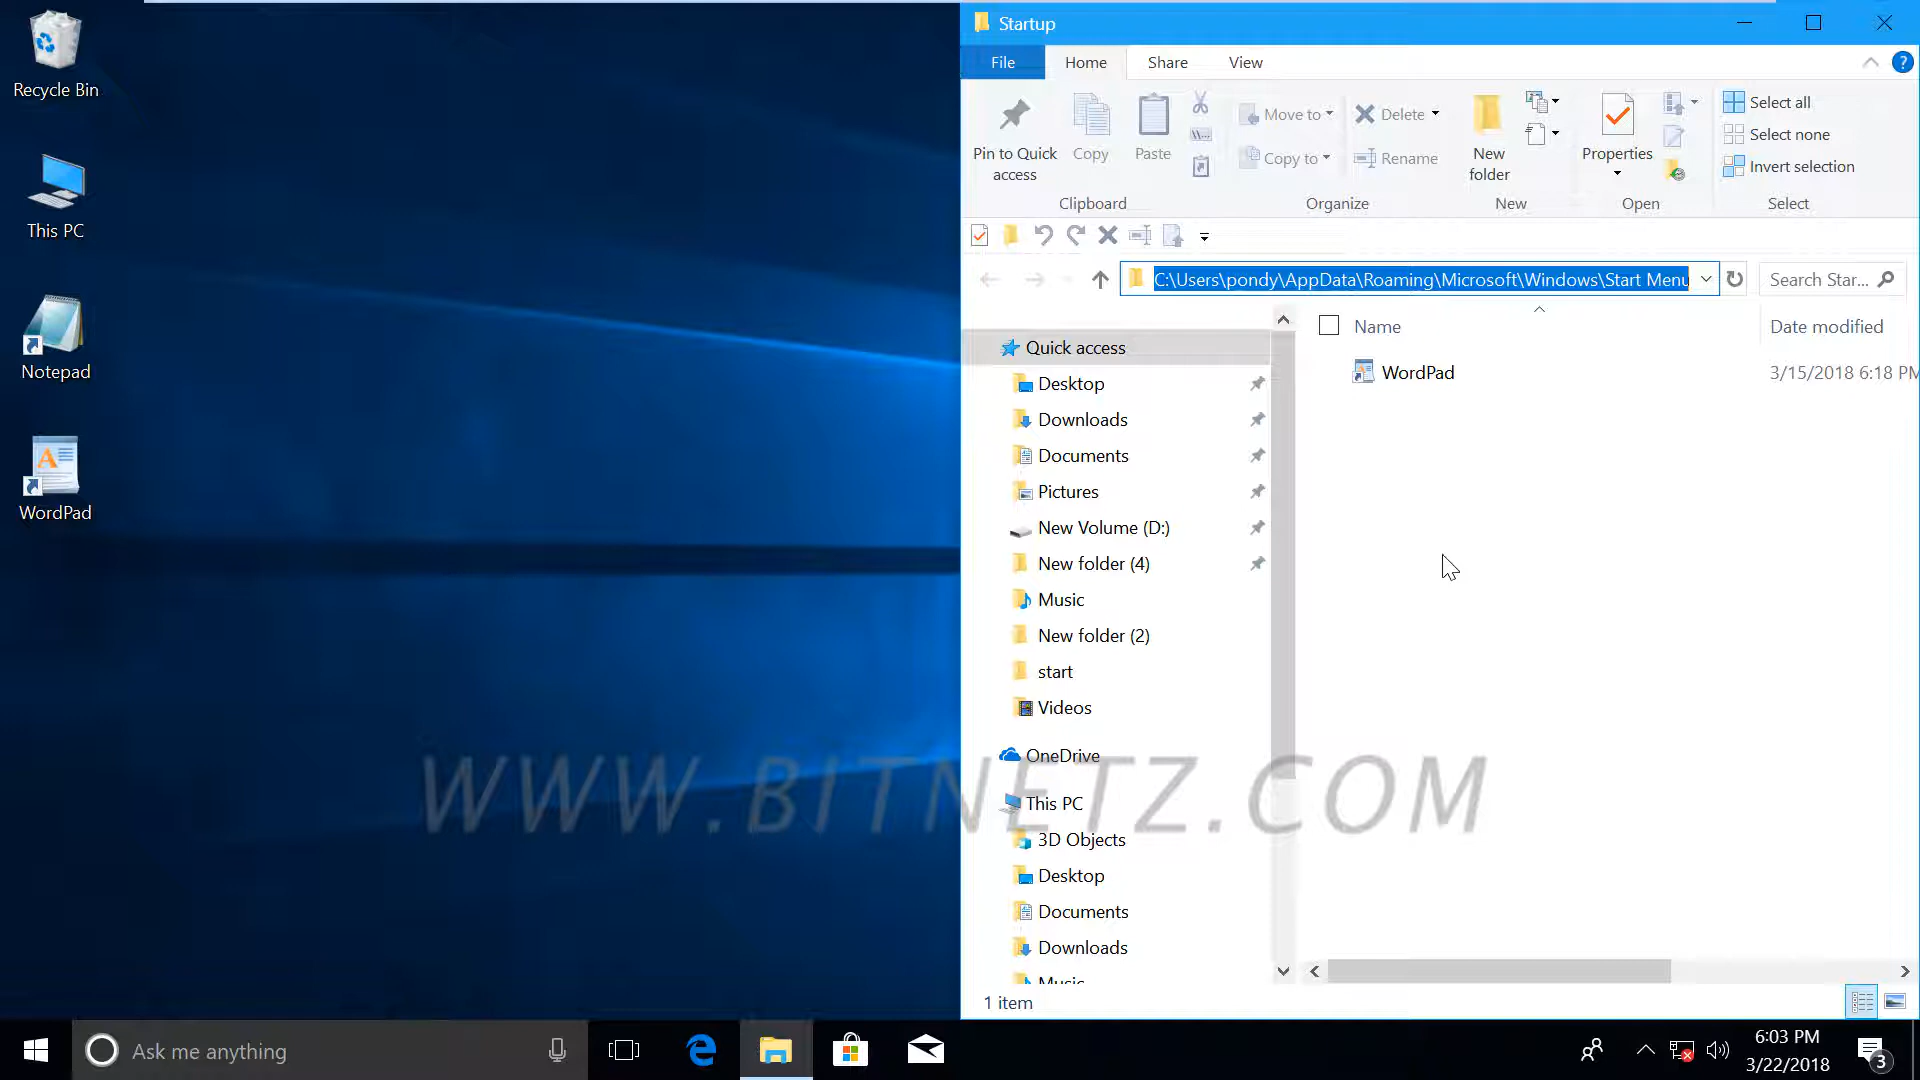 Recycle Bin
This PC
Notepad
WordPad
Startup
File
Home
Share
View
?
Pin to Quick
access
Copy
Paste
Move to
Copy to
Delete
Rename
New
folder
Properties
Select all
Select none
Invert selection
Clipboard
Organize
New
Open
Select
C:\Users\pondy\AppData\Roaming\Microsoft\Windows\Start Menu
Search Star...
Quick access
Desktop
Downloads
Documents
Pictures
New Volume (D:)
New folder (4)
Music
New folder (2)
start
Videos
OneDrive
This PC
3D Objects
Desktop
Documents
Downloads
Music
Name
Date modified
WordPad
3/15/2018 6:18 PM
WWW.BITNETZ.COM
1 item
Ask me anything
6:03 PM
3/22/2018
3